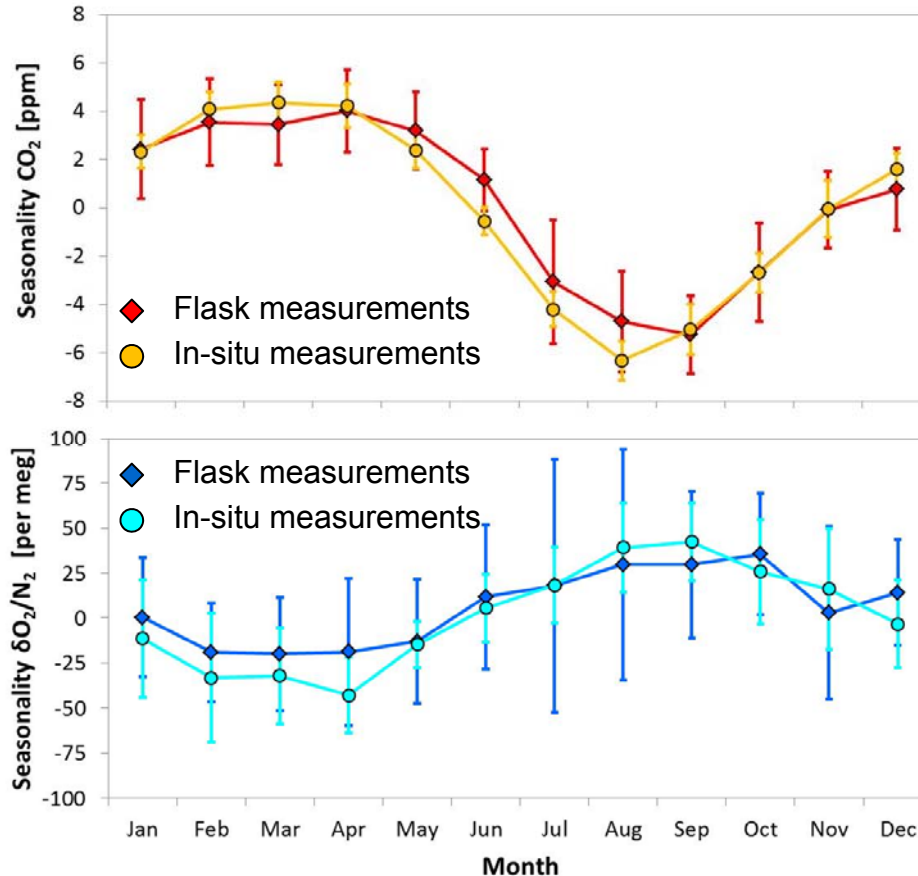 8
6
4
2
0
-2
-4
-6
-8
Seasonality CO₂ [ppm]
Flask measurements
In-situ measurements
100
75
50
25
0
-25
-50
-75
-100
Seasonality δO₂/N₂ [per meg]
Flask measurements
In-situ measurements
Jan Feb Mar Apr May Jun Jul Aug Sep Oct Nov Dec
Month